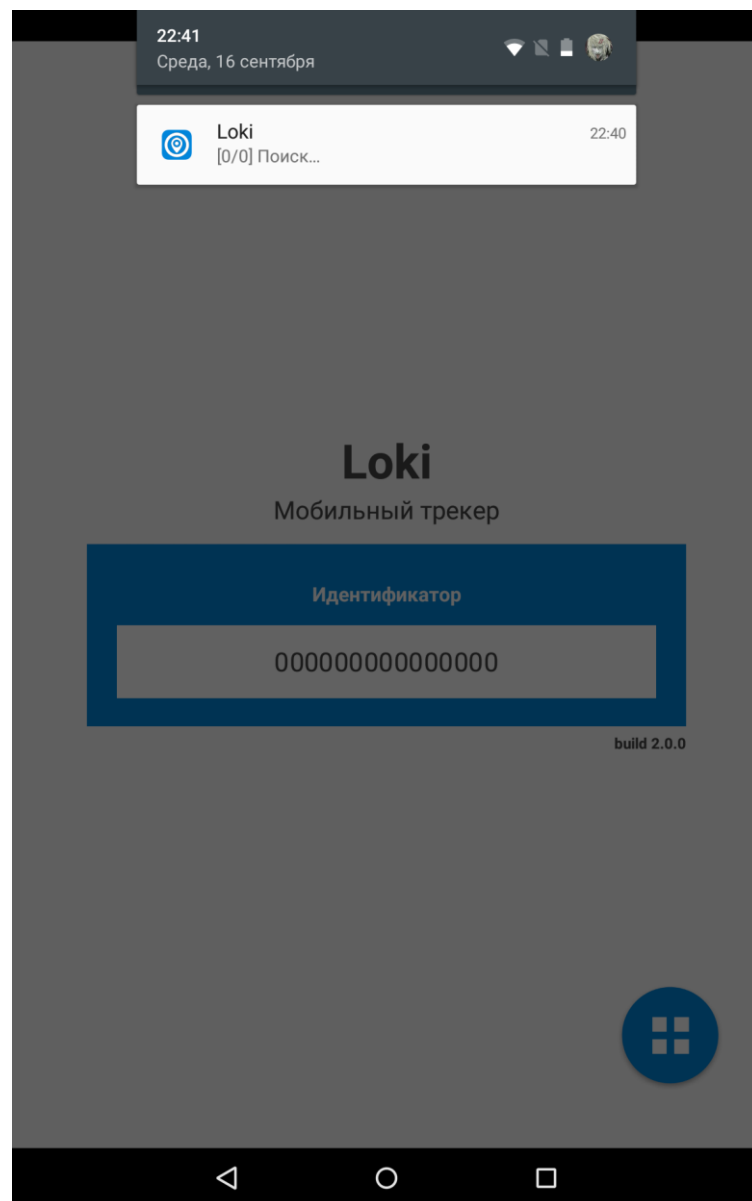 22:41
Среда, 16 сентября
Loki
22:40
[0/0] Поиск...
Loki
Мобильный трекер
Идентификатор
000000000000000
build 2.0.0